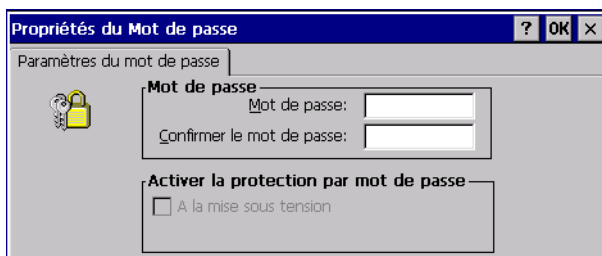 Propriétés du Mot de passe ? OK ×
Paramètres du mot de passe
Mot de passe
Mot de passe:
Confirmer le mot de passe:
Activer la protection par mot de passe
A la mise sous tension